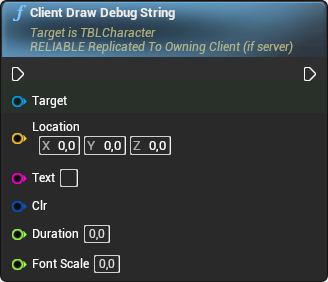 f Client Draw Debug String
Target is TBLCharacter
RELIABLE Replicated To Owning Client (if server)
Target
Location
X 0,0 Y 0,0 Z 0,0
Text
Clr
Duration 0,0
Font Scale 0,0